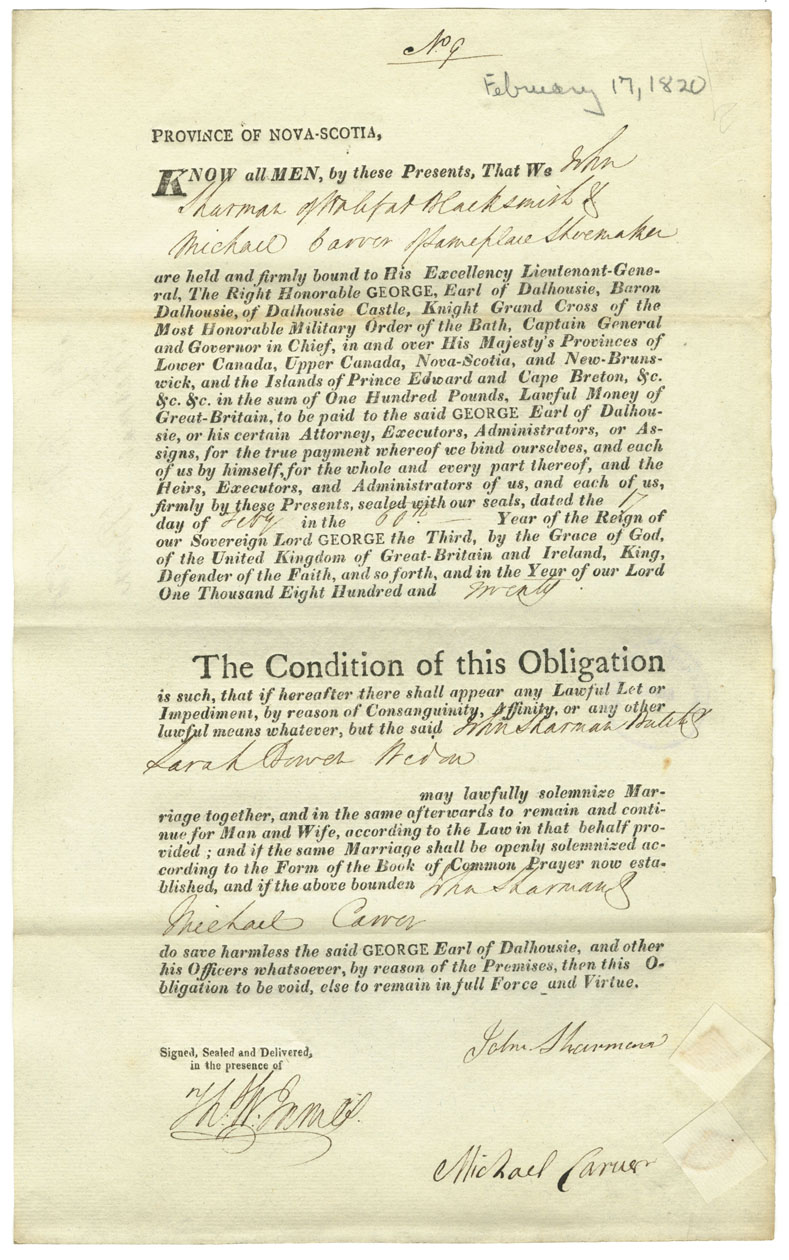 No 9
February 17, 1820
PROVINCE OF NOVA-SCOTIA,
KNOW all MEN, by these Presents, That We John
Sharman of Halifax Blacksmith &
Michael Carver of same place Shoemaker
are held and firmly bound to His Excellency Lieutenant-Gene-
ral, The Right Honorable GEORGE, Earl of Dalhousie, Baron
Dalhousie, of Dalhousie Castle, Knight Grand Cross of the
Most Honorable Military Order of the Bath, Captain General
and Governor in Chief, in and over His Majesty's Provinces of
Lower Canada, Upper Canada, Nova-Scotia, and New-Bruns-
wick, and the Islands of Prince Edward and Cape Breton, &c.
&c. &c. in the sum of One Hundred Pounds, Lawful Money of
Great-Britain, to be paid to the said GEORGE Earl of Dalhou-
sie, or his certain Attorney, Executors, Administrators, or As-
signs, for the true payment whereof we bind ourselves, and each
of us by himself, for the whole and every part thereof, and the
Heirs, Executors, and Administrators of us, and each of us,
firmly by these Presents, sealed with our seals, dated the 17
day of Feby in the 60th Year of the Reign of
our Sovereign Lord GEORGE the Third, by the Grace of God,
of the United Kingdom of Great-Britain and Ireland, King,
Defender of the Faith, and so forth, and in the Year of our Lord
One Thousand Eight Hundred and twenty.
The Condition of this Obligation
is such, that if hereafter there shall appear any Lawful Let or
Impediment, by reason of Consanguinity, Affinity, or any other
lawful means whatever, but the said John Sharman Batch &
Sarah Widow
may lawfully solemnize Mar-
riage together, and in the same afterwards to remain and conti-
nue for Man and Wife, according to the Law in that behalf pro-
vided ; and if the same Marriage shall be openly solemnized ac-
cording to the Form of the Book of Common Prayer now esta-
blished, and if the above bounden John Sharman &
Michael Carver
do save harmless the said GEORGE Earl of Dalhousie, and other
his Officers whatsoever, by reason of the Premises, then this O-
bligation to be void, else to remain in full Force and Virtue.
John Sharman
Signed, Sealed and Delivered,
in the presence of
Michael Carver